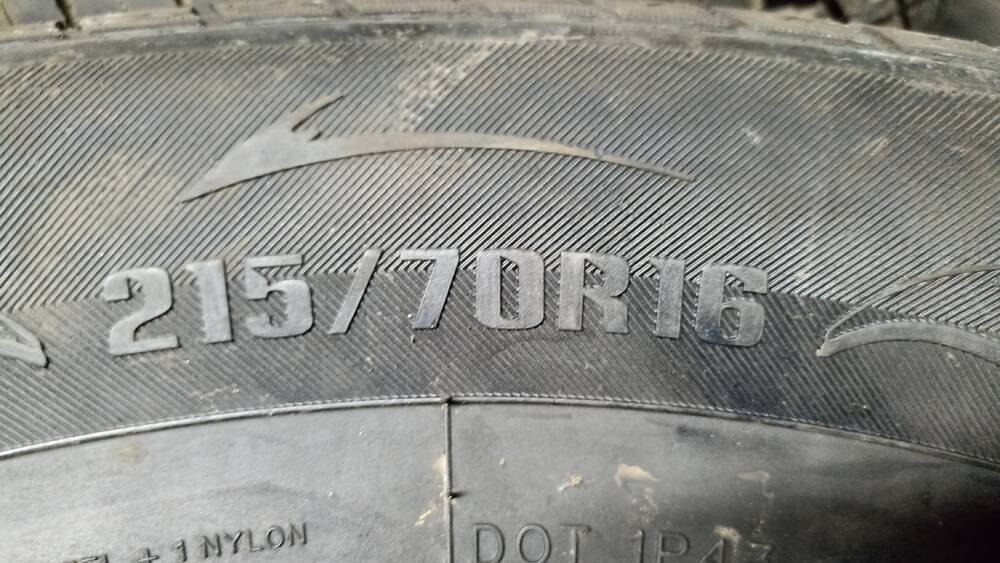 215/70R16
+ 1 NYLON
DOT 1P43